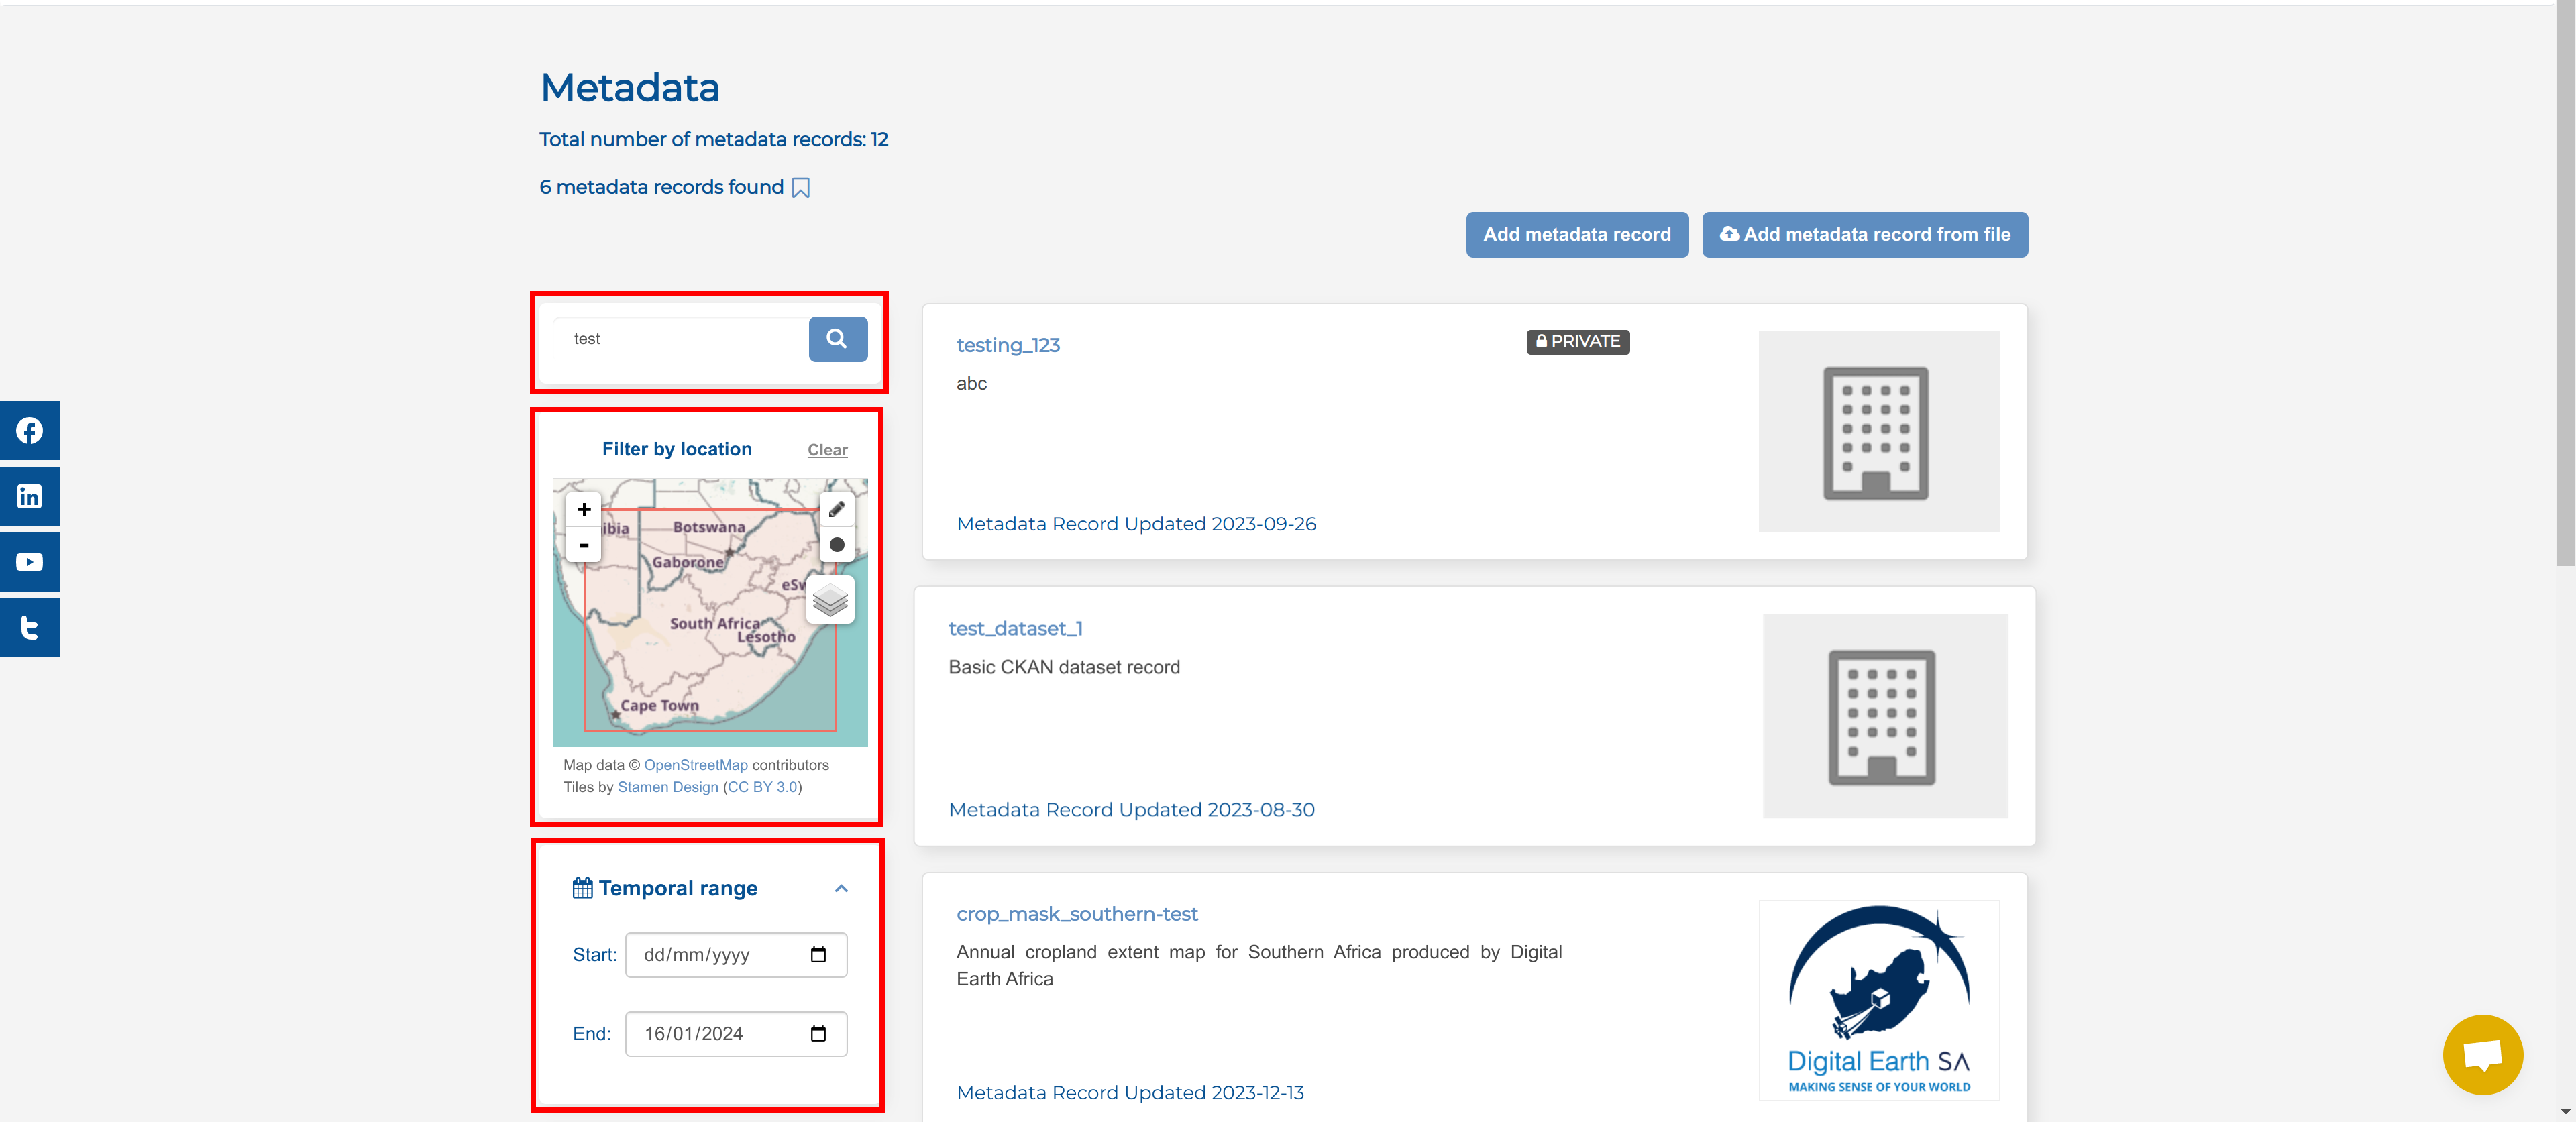 Metadata
Total number of metadata records: 12
6 metadata records found
Add metadata record
Add metadata record from file
test
Filter by location
Clear
+
-
ibia
Botswana
Gaborone
eSw
South Africa
Lesotho
Cape Town
Map data © OpenStreetMap contributors
Tiles by Stamen Design (CC BY 3.0)
Temporal range
Start: dd/mm/yyyy
End: 16/01/2024
testing_123
PRIVATE
abc
Metadata Record Updated 2023-09-26
test_dataset_1
Basic CKAN dataset record
Metadata Record Updated 2023-08-30
crop_mask_southern-test
Annual cropland extent map for Southern Africa produced by Digital
Earth Africa
Metadata Record Updated 2023-12-13
Digital Earth SA
MAKING SENSE OF YOUR WORLD